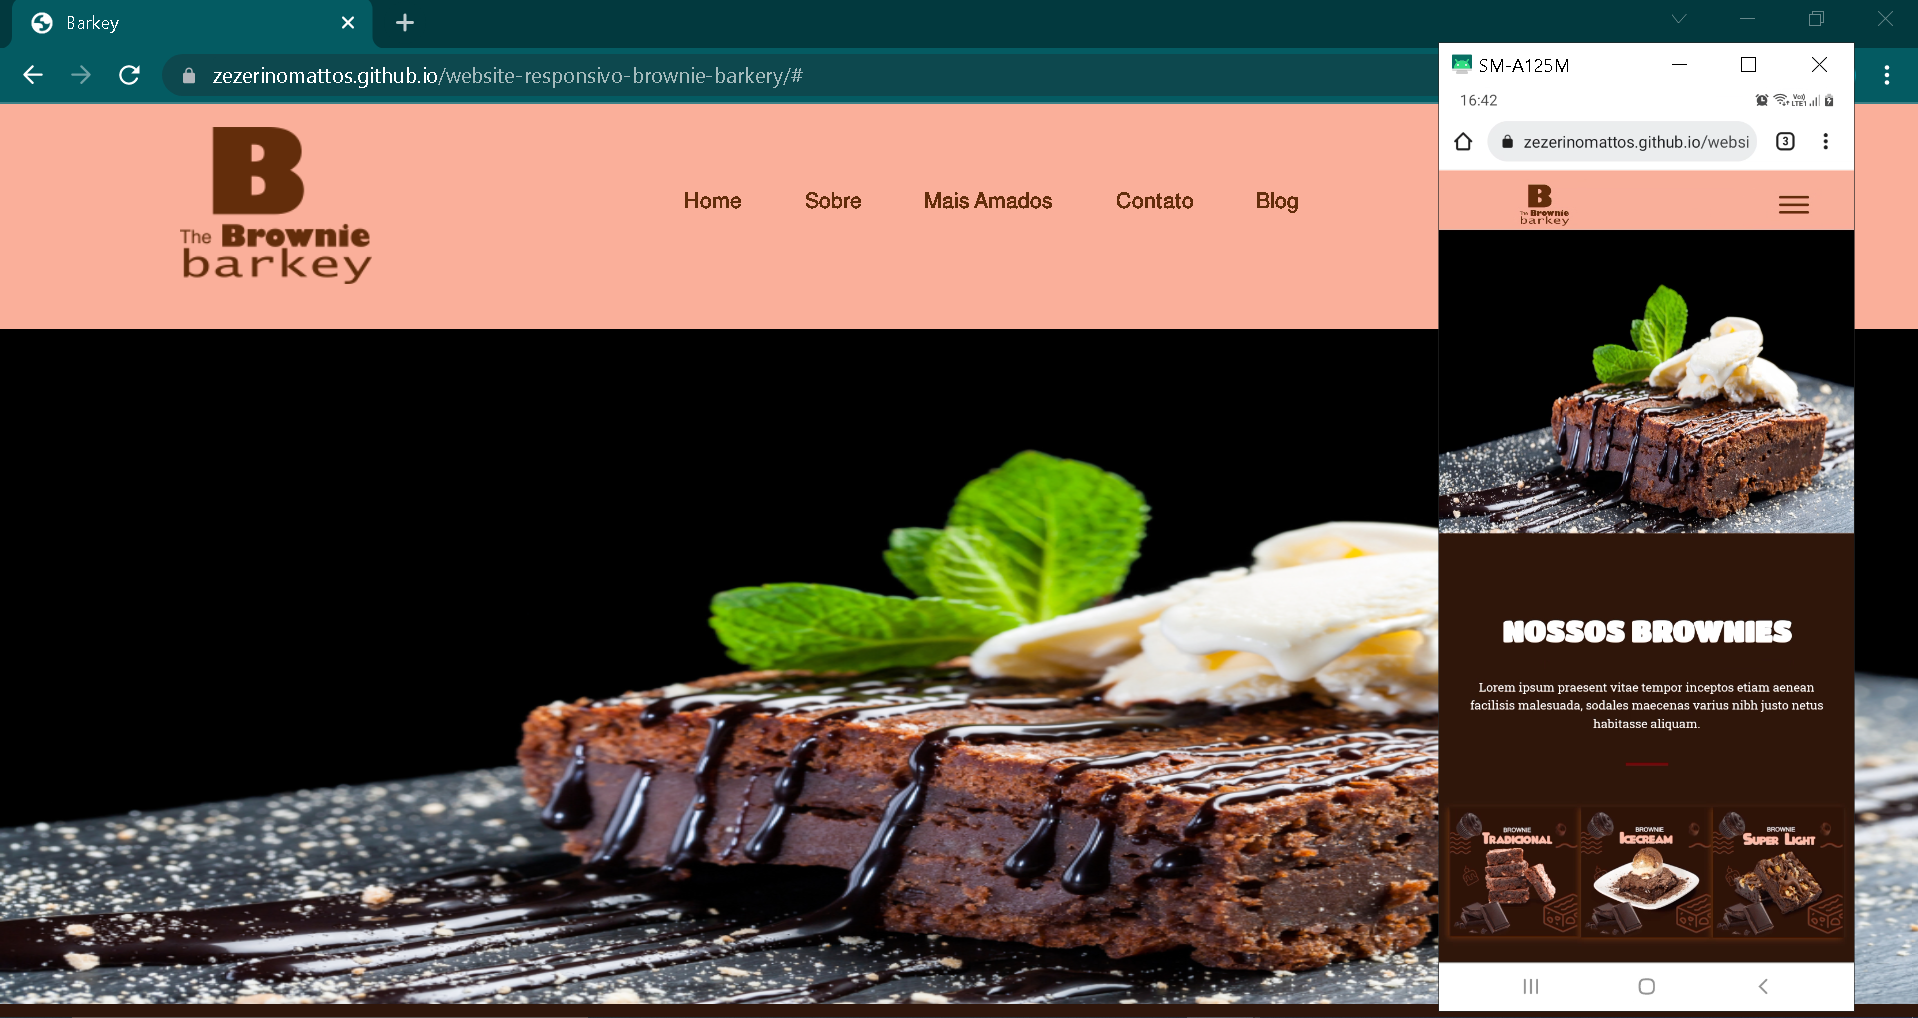 Barkey
zezerinomattos.github.io/website-responsivo-brownie-barkery/#
B
The Brownie
barkey
Home Sobre Mais Amados Contato Blog
SM-A125M
16:42
Vo)) LTE1
zezerinomattos.github.io/websi
3
B
The Brownie
barkey
NOSSOS BROWNIES
Lorem ipsum praesent vitae tempor inceptos etiam aenean
facilisis malesuada, sodales maecenas varius nibh justo netus
habitasse aliquam.
BROWNIE
TRADICIONAL
BROWNIE
ICECREAM
BROWNIE
SUPER LIGHT